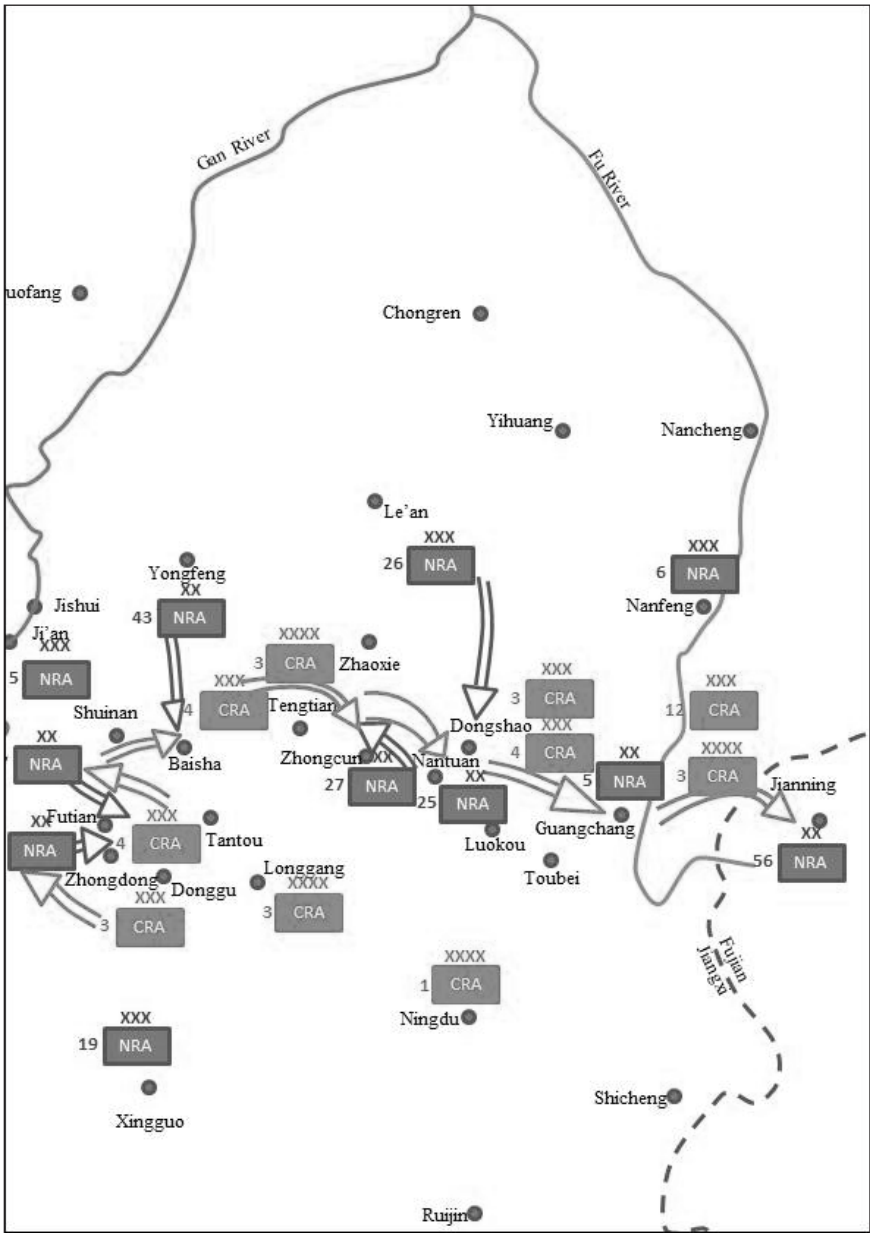 Gan River
Fu River
uofang
Chongren
Yihuang
Nancheng
Le'an
XXX
26 NRA
XXX
6 NRA
Nanfeng
Yongfeng
XX
43 NRA
Jishui
Ji'an
XXX
5 NRA
XXXX
3 CRA
Zhaoxie
XXX
4 CRA
Tengtian
XXX
3 CRA
XXX
12 CRA
Shuinan
Baisha
Dongshao
XXX
4 CRA
XX
NRA
Zhongcun
XX
27 NRA
Nantuan
XX
25 NRA
Luokou
XX
5 NRA
Guangchang
XXXX
3 CRA
Jianning
XX
56 NRA
Futian
XX
NRA
Zhongdong
XXX
4 CRA
Tantou
Toubei
Donggu
Longgang
XXXX
3 CRA
XXX
3 CRA
XXXX
1 CRA
Ningdu
Fujian
Jiangxi
XXX
19 NRA
Xingguo
Shicheng
Ruijin